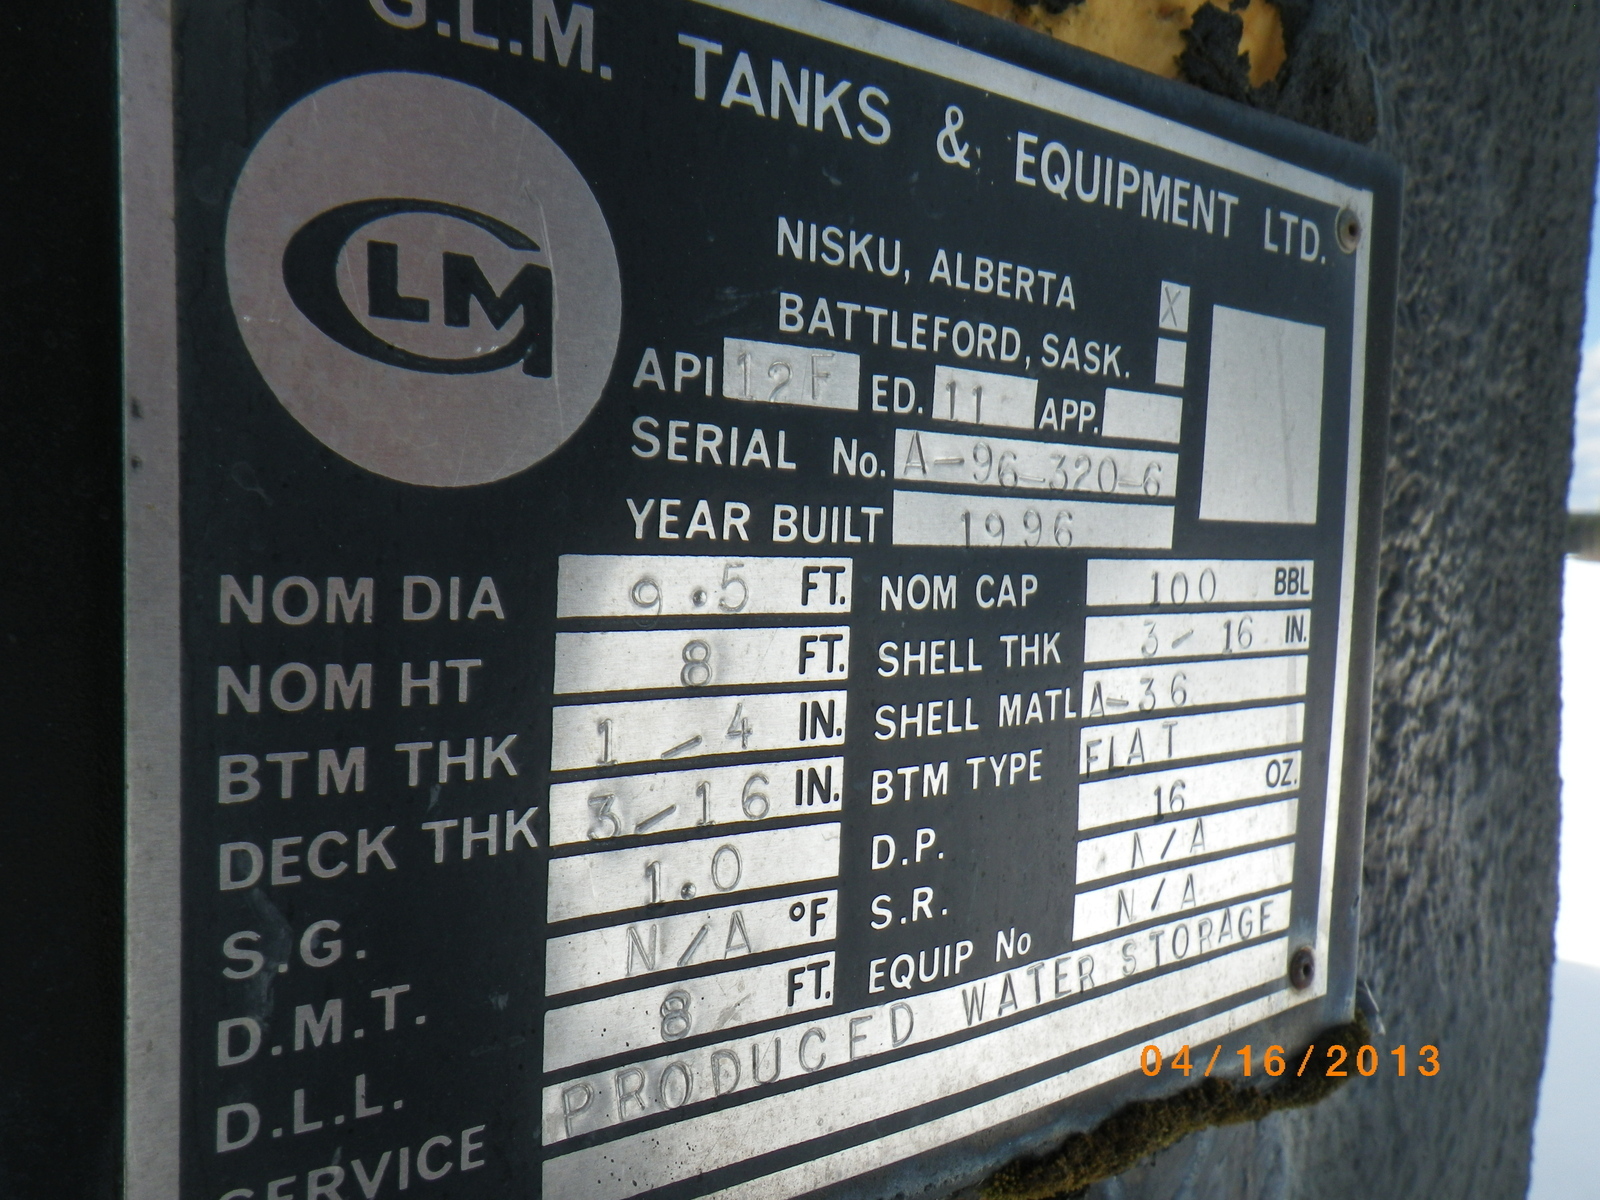 G.L.M. TANKS & EQUIPMENT LTD.
GLM
NISKU, ALBERTA X
BATTLEFORD, SASK.
API 12F ED. 11 APP.
SERIAL No. A-96-320-6
YEAR BUILT 1996
NOM DIA 9.5 FT. NOM CAP 100 BBL
NOM HT 8 FT. SHELL THK 3-16 IN.
BTM THK 1-4 IN. SHELL MATL A-36
DECK THK 3-16 IN. BTM TYPE FLAT
S.G. 1.0 D.P. 16 OZ.
D.M.T. N/A °F S.R. N/A
D.L.L. 8 FT. EQUIP No N/A
SERVICE PRODUCED WATER STORAGE
04/16/2013